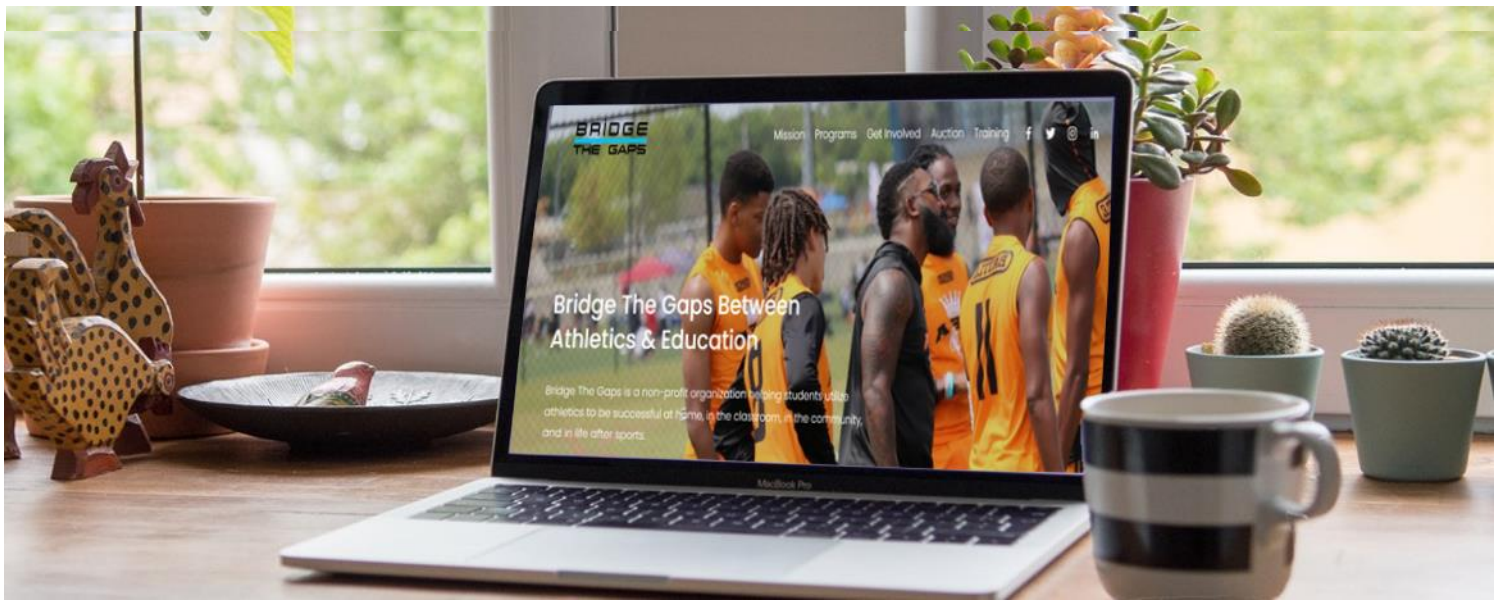 BRIDGE
THE GAPS
Mission Programs Get Involved Auction Training f in
Bridge The Gaps Between
Athletics & Education
Bridge The Gaps is a non-profit organization helping students utilize
athletics to be successful at home, in the classroom, in the community,
and in life after sports.
11
MacBook Pro